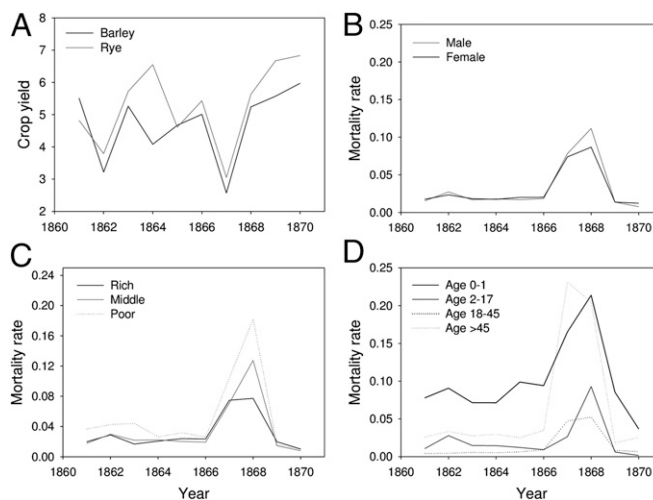 A
Barley
Rye
Crop yield
8
7
6
5
4
3
2
1860 1862 1864 1866 1868 1870
B
Male
Female
Mortality rate
0.25
0.20
0.15
0.10
0.05
0.00
1860 1862 1864 1866 1868 1870
C
Rich
Middle
Poor
Mortality rate
0.24
0.20
0.16
0.12
0.08
0.04
0.00
1860 1862 1864 1866 1868 1870
Year
D
Age 0-1
Age 2-17
Age 18-45
Age >45
Mortality rate
0.25
0.20
0.15
0.10
0.05
0.00
1860 1862 1864 1866 1868 1870
Year